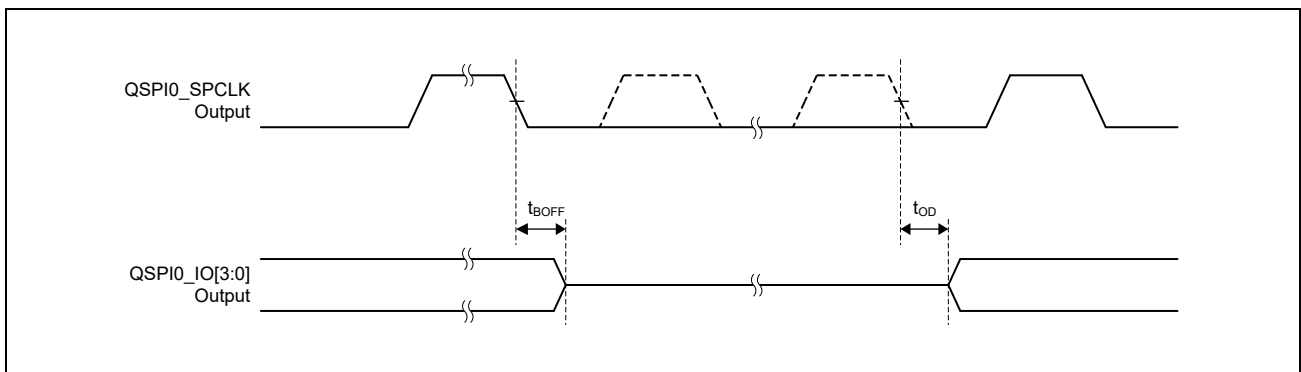 QSPI0_SPCLK
Output
tBOFF
tOD
QSPI0_IO[3:0]
Output